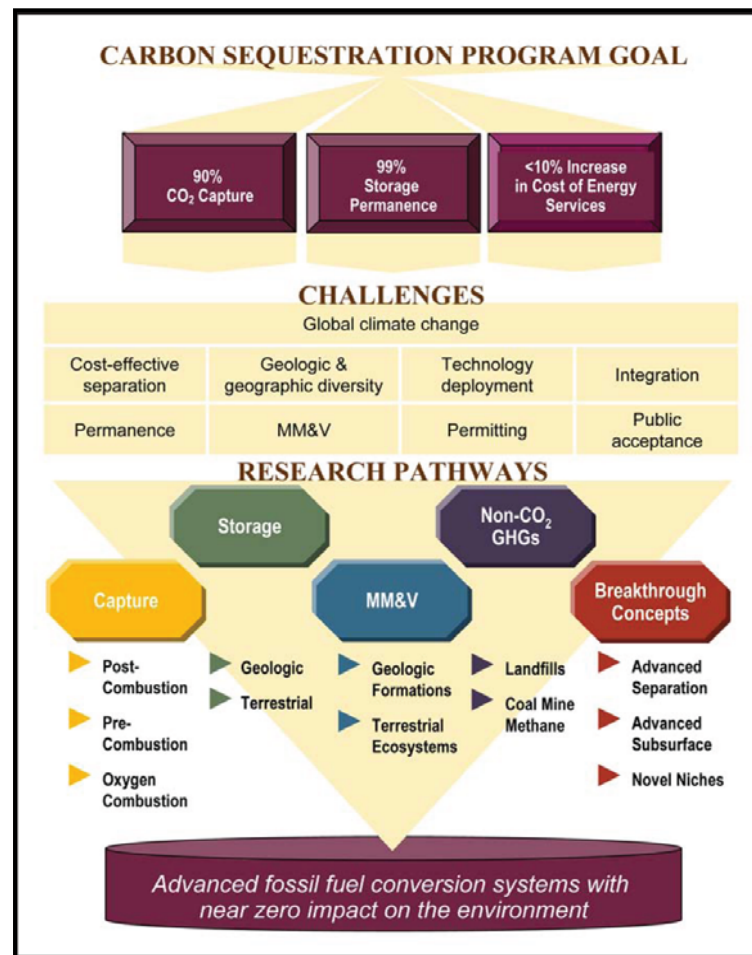 CARBON SEQUESTRATION PROGRAM GOAL
90%
CO₂ Capture
99%
Storage
Permanence
<10% Increase
in Cost of Energy
Services
CHALLENGES
Global climate change
Cost-effective
separation
Geologic &
geographic diversity
Technology
deployment
Integration
Permanence
MM&V
Permitting
Public
acceptance
RESEARCH PATHWAYS
Storage
Non-CO₂
GHGs
Capture
MM&V
Breakthrough
Concepts
Post-
Combustion
Pre-
Combustion
Oxygen
Combustion
Geologic
Terrestrial
Geologic
Formations
Terrestrial
Ecosystems
Landfills
Coal Mine
Methane
Advanced
Separation
Advanced
Subsurface
Novel Niches
Advanced fossil fuel conversion systems with
near zero impact on the environment